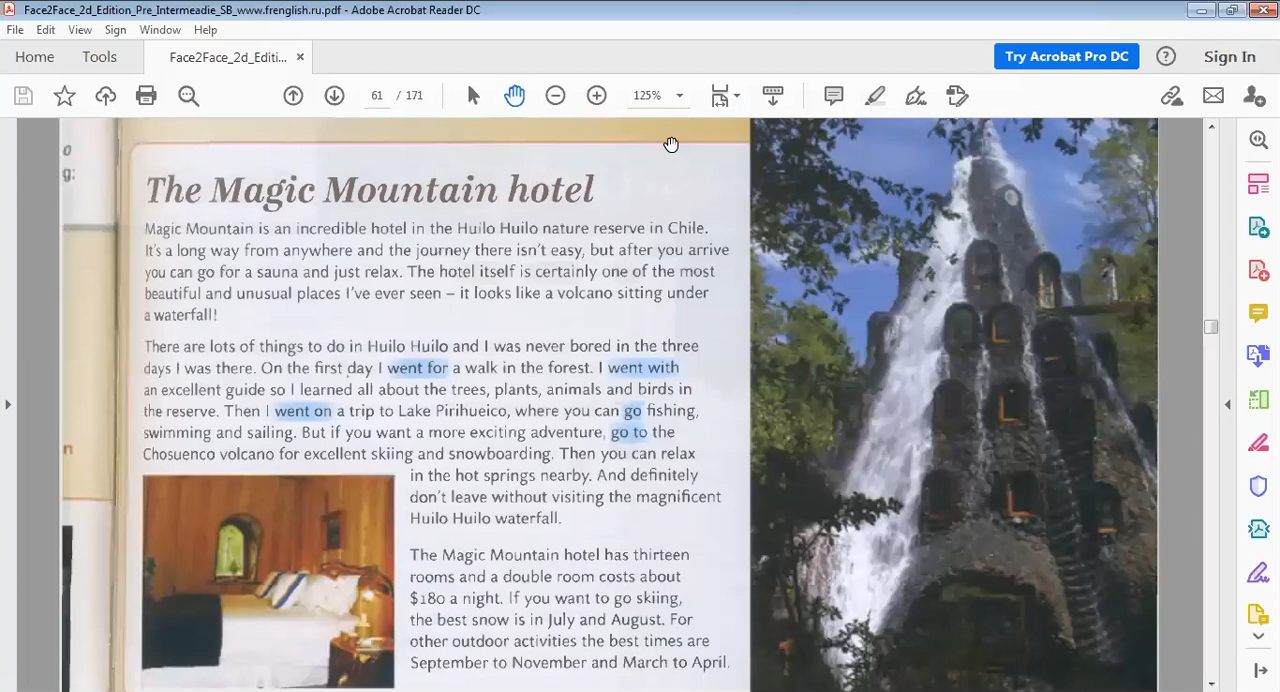 Face2Face_2d_Edition_Pre_Intermeadie_SB_www.frenglish.ru.pdf - Adobe Acrobat Reader DC
File Edit View Sign Window Help
Home Tools Face2Face_2d_Editi... ×
Try Acrobat Pro DC
Sign In
61 / 171
125%
o
g:
n
The Magic Mountain hotel
Magic Mountain is an incredible hotel in the Huilo Huilo nature reserve in Chile.
It's a long way from anywhere and the journey there isn't easy, but after you arrive
you can go for a sauna and just relax. The hotel itself is certainly one of the most
beautiful and unusual places I've ever seen – it looks like a volcano sitting under
a waterfall!
There are lots of things to do in Huilo Huilo and I was never bored in the three
days I was there. On the first day I went for a walk in the forest. I went with
an excellent guide so I learned all about the trees, plants, animals and birds in
the reserve. Then I went on a trip to Lake Pirihueico, where you can go fishing,
swimming and sailing. But if you want a more exciting adventure, go to the
Chosuenco volcano for excellent skiing and snowboarding. Then you can relax
in the hot springs nearby. And definitely
don't leave without visiting the magnificent
Huilo Huilo waterfall.
The Magic Mountain hotel has thirteen
rooms and a double room costs about
$180 a night. If you want to go skiing,
the best snow is in July and August. For
other outdoor activities the best times are
September to November and March to April.